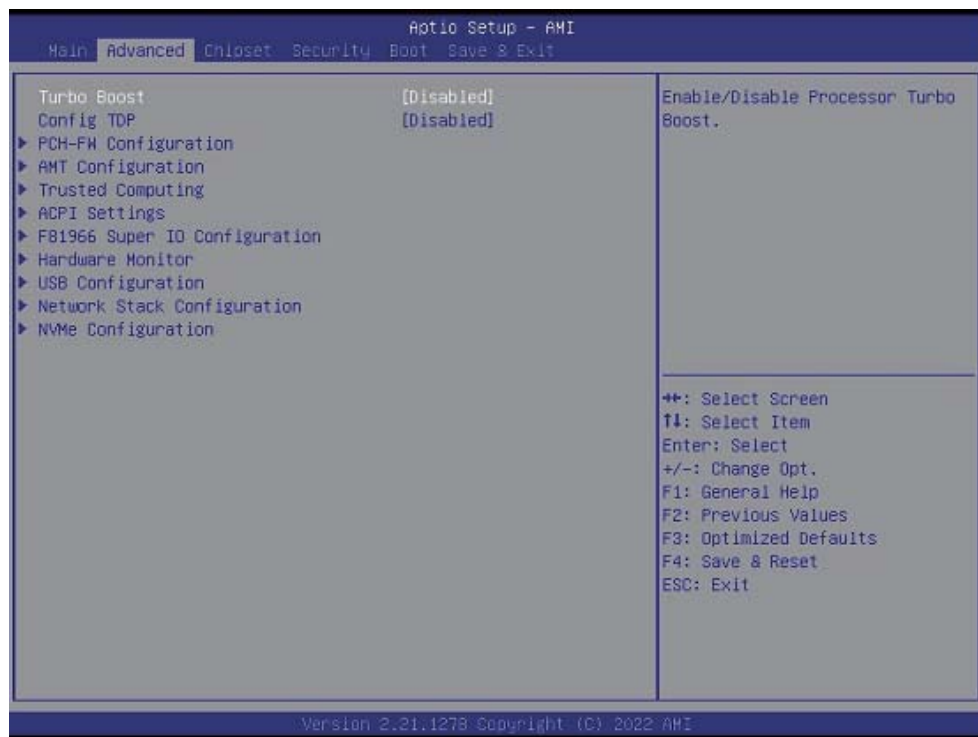 Aptio Setup - AMI
Main Advanced Chipset Security Boot Save & Exit
Turbo Boost [Disabled]
Config TDP [Disabled]
▶ PCH-FW Configuration
▶ AMT Configuration
▶ Trusted Computing
▶ ACPI Settings
▶ F81966 Super IO Configuration
▶ Hardware Monitor
▶ USB Configuration
▶ Network Stack Configuration
▶ NVMe Configuration
Enable/Disable Processor Turbo
Boost.
→←: Select Screen
↑↓: Select Item
Enter: Select
+/-: Change Opt.
F1: General Help
F2: Previous Values
F3: Optimized Defaults
F4: Save & Reset
ESC: Exit
Version 2.21.1278 Copyright (C) 2022 AMI